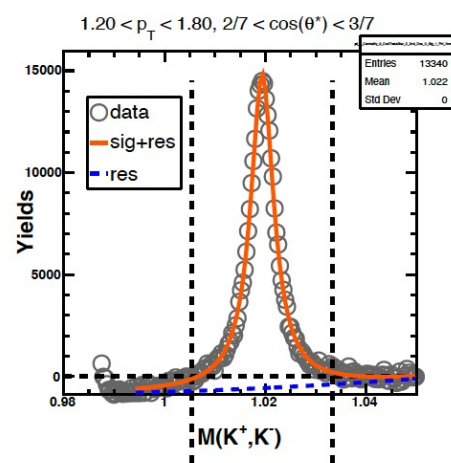 1.20 < p_T < 1.80, 2/7 < cos(θ*) < 3/7
Entries 13340
Mean 1.022
Std Dev 0
data
sig+res
res
Yields
15000
10000
5000
0
0.98 1 1.02 1.04
M(K⁺,K⁻)